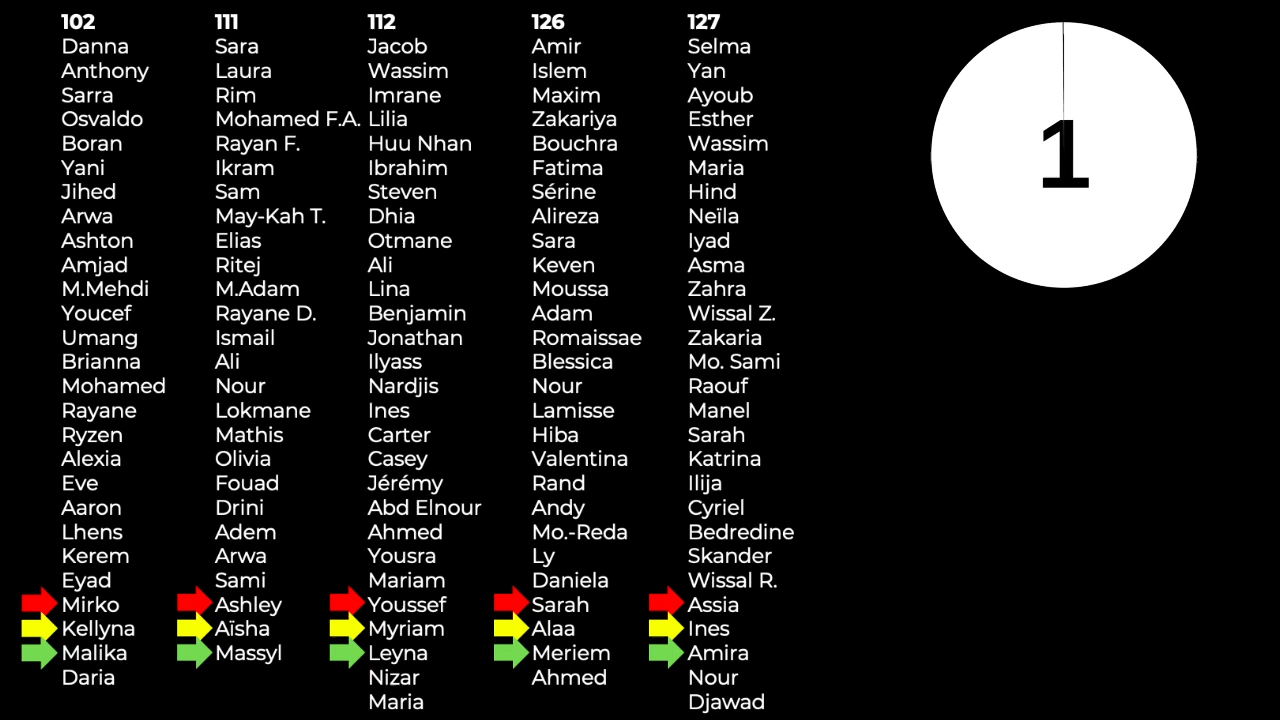 102
Danna
Anthony
Sarra
Osvaldo
Boran
Yani
Jihed
Arwa
Ashton
Amjad
M.Mehdi
Youcef
Umang
Brianna
Mohamed
Rayane
Ryzen
Alexia
Eve
Aaron
Lhens
Kerem
Eyad
Mirko
Kellyna
Malika
Daria
111
Sara
Laura
Rim
Mohamed F.A.
Rayan F.
Ikram
Sam
May-Kah T.
Elias
Ritej
M.Adam
Rayane D.
Ismail
Ali
Nour
Lokmane
Mathis
Olivia
Fouad
Drini
Adem
Arwa
Sami
Ashley
Aïsha
Massyl
112
Jacob
Wassim
Imrane
Lilia
Huu Nhan
Ibrahim
Steven
Dhia
Otmane
Ali
Lina
Benjamin
Jonathan
Ilyass
Nardjis
Ines
Carter
Casey
Jérémy
Abd Elnour
Ahmed
Yousra
Mariam
Youssef
Myriam
Leyna
Nizar
Maria
126
Amir
Islem
Maxim
Zakariya
Bouchra
Fatima
Sérine
Alireza
Sara
Keven
Moussa
Adam
Romaissae
Blessica
Nour
Lamisse
Hiba
Valentina
Rand
Andy
Mo.-Reda
Ly
Daniela
Sarah
Alaa
Meriem
Ahmed
127
Selma
Yan
Ayoub
Esther
Wassim
Maria
Hind
Neïla
Iyad
Asma
Zahra
Wissal Z.
Zakaria
Mo. Sami
Raouf
Manel
Sarah
Katrina
Ilija
Cyriel
Bedredine
Skander
Wissal R.
Assia
Ines
Amira
Nour
Djawad
1